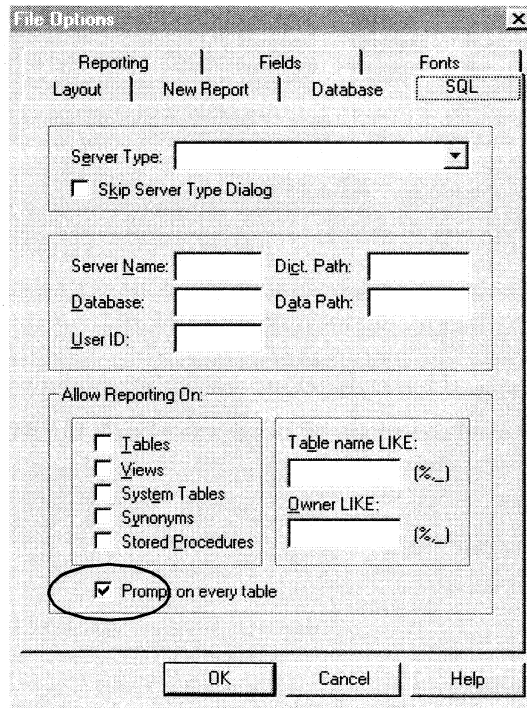 File Options
Reporting Fields Fonts
Layout New Report Database SQL
Server Type:
Skip Server Type Dialog
Server Name: Dict. Path:
Database: Data Path:
User ID:
Allow Reporting On:
Tables
Views
System Tables
Synonyms
Stored Procedures
Table name LIKE:
(%,_)
Owner LIKE:
(%,_)
Prompt on every table
OK Cancel Help